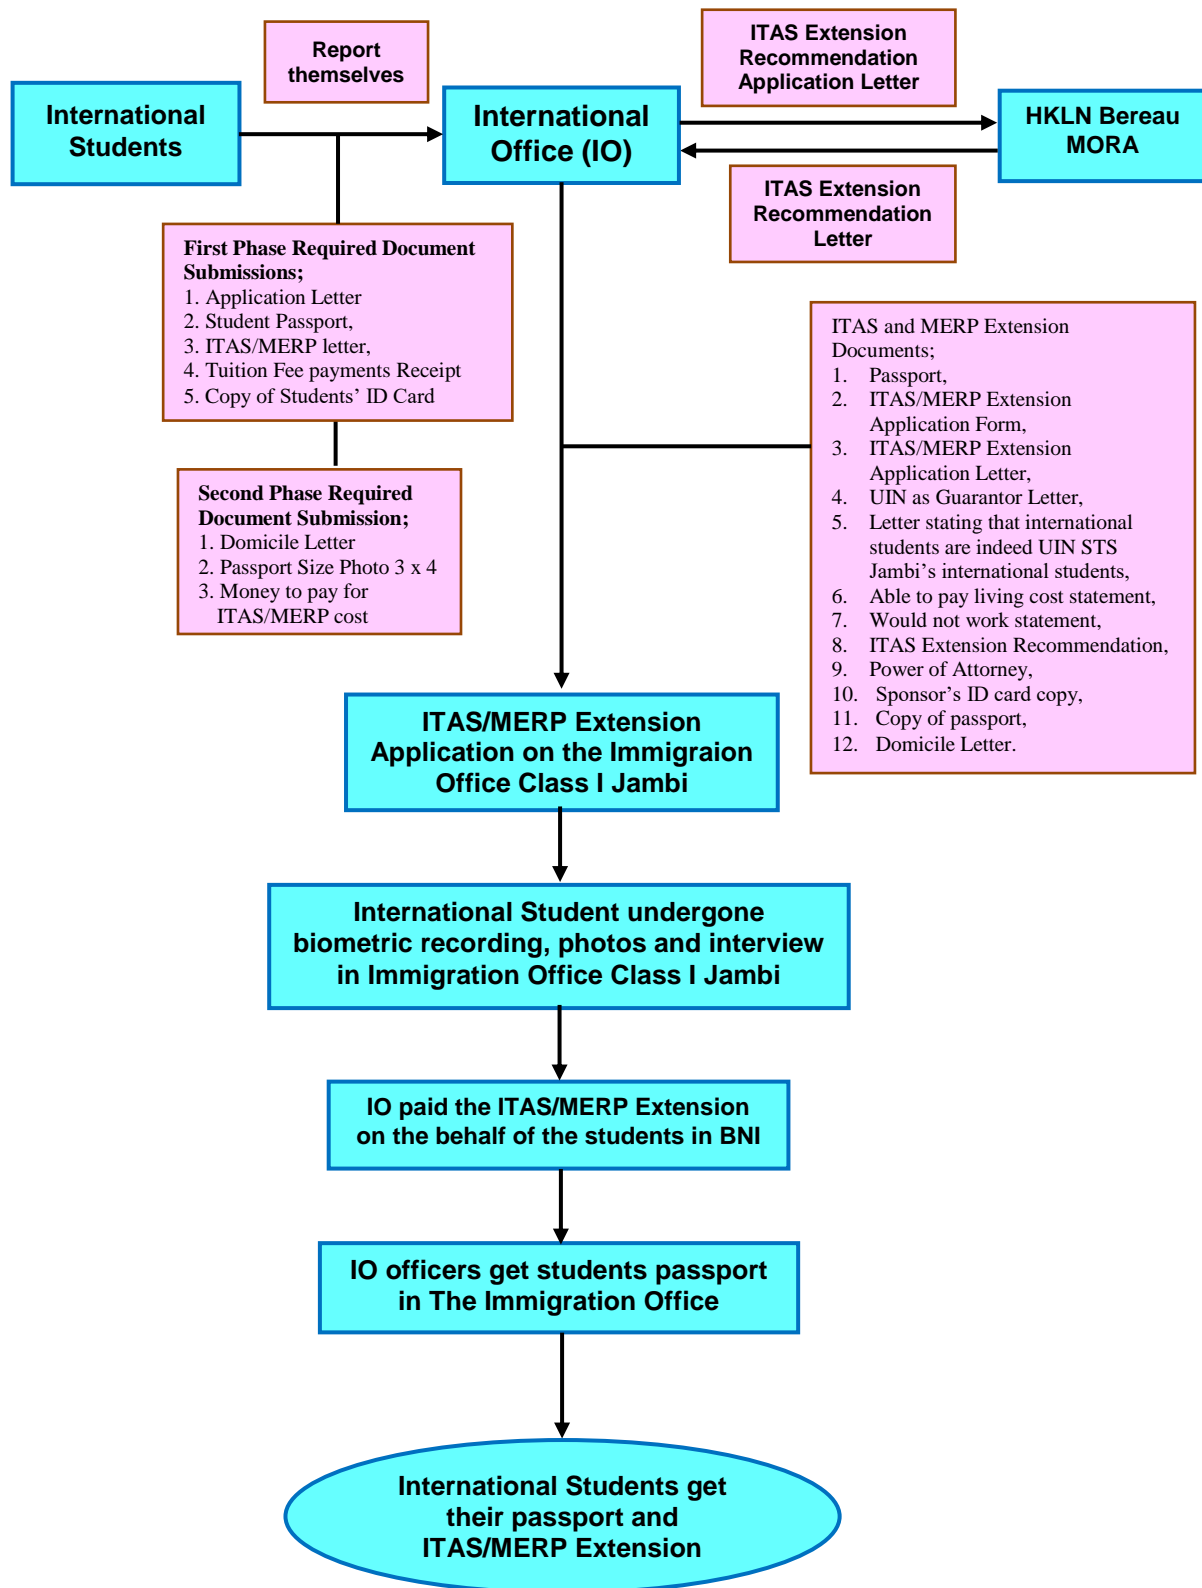 Report
themselves
ITAS Extension
Recommendation
Application Letter
International
Students
International
Office (IO)
HKLN Bereau
MORA
ITAS Extension
Recommendation
Letter
First Phase Required Document
Submissions;
1. Application Letter
2. Student Passport,
3. ITAS/MERP letter,
4. Tuition Fee payments Receipt
5. Copy of Students’ ID Card
Second Phase Required
Document Submission;
1. Domicile Letter
2. Passport Size Photo 3 x 4
3. Money to pay for
ITAS/MERP cost
ITAS and MERP Extension
Documents;
1. Passport,
2. ITAS/MERP Extension
Application Form,
3. ITAS/MERP Extension
Application Letter,
4. UIN as Guarantor Letter,
5. Letter stating that international
students are indeed UIN STS
Jambi’s international students,
6. Able to pay living cost statement,
7. Would not work statement,
8. ITAS Extension Recommendation,
9. Power of Attorney,
10. Sponsor’s ID card copy,
11. Copy of passport,
12. Domicile Letter.
ITAS/MERP Extension
Application on the Immigraion
Office Class I Jambi
International Student undergone
biometric recording, photos and interview
in Immigration Office Class I Jambi
IO paid the ITAS/MERP Extension
on the behalf of the students in BNI
IO officers get students passport
in The Immigration Office
International Students get
their passport and
ITAS/MERP Extension